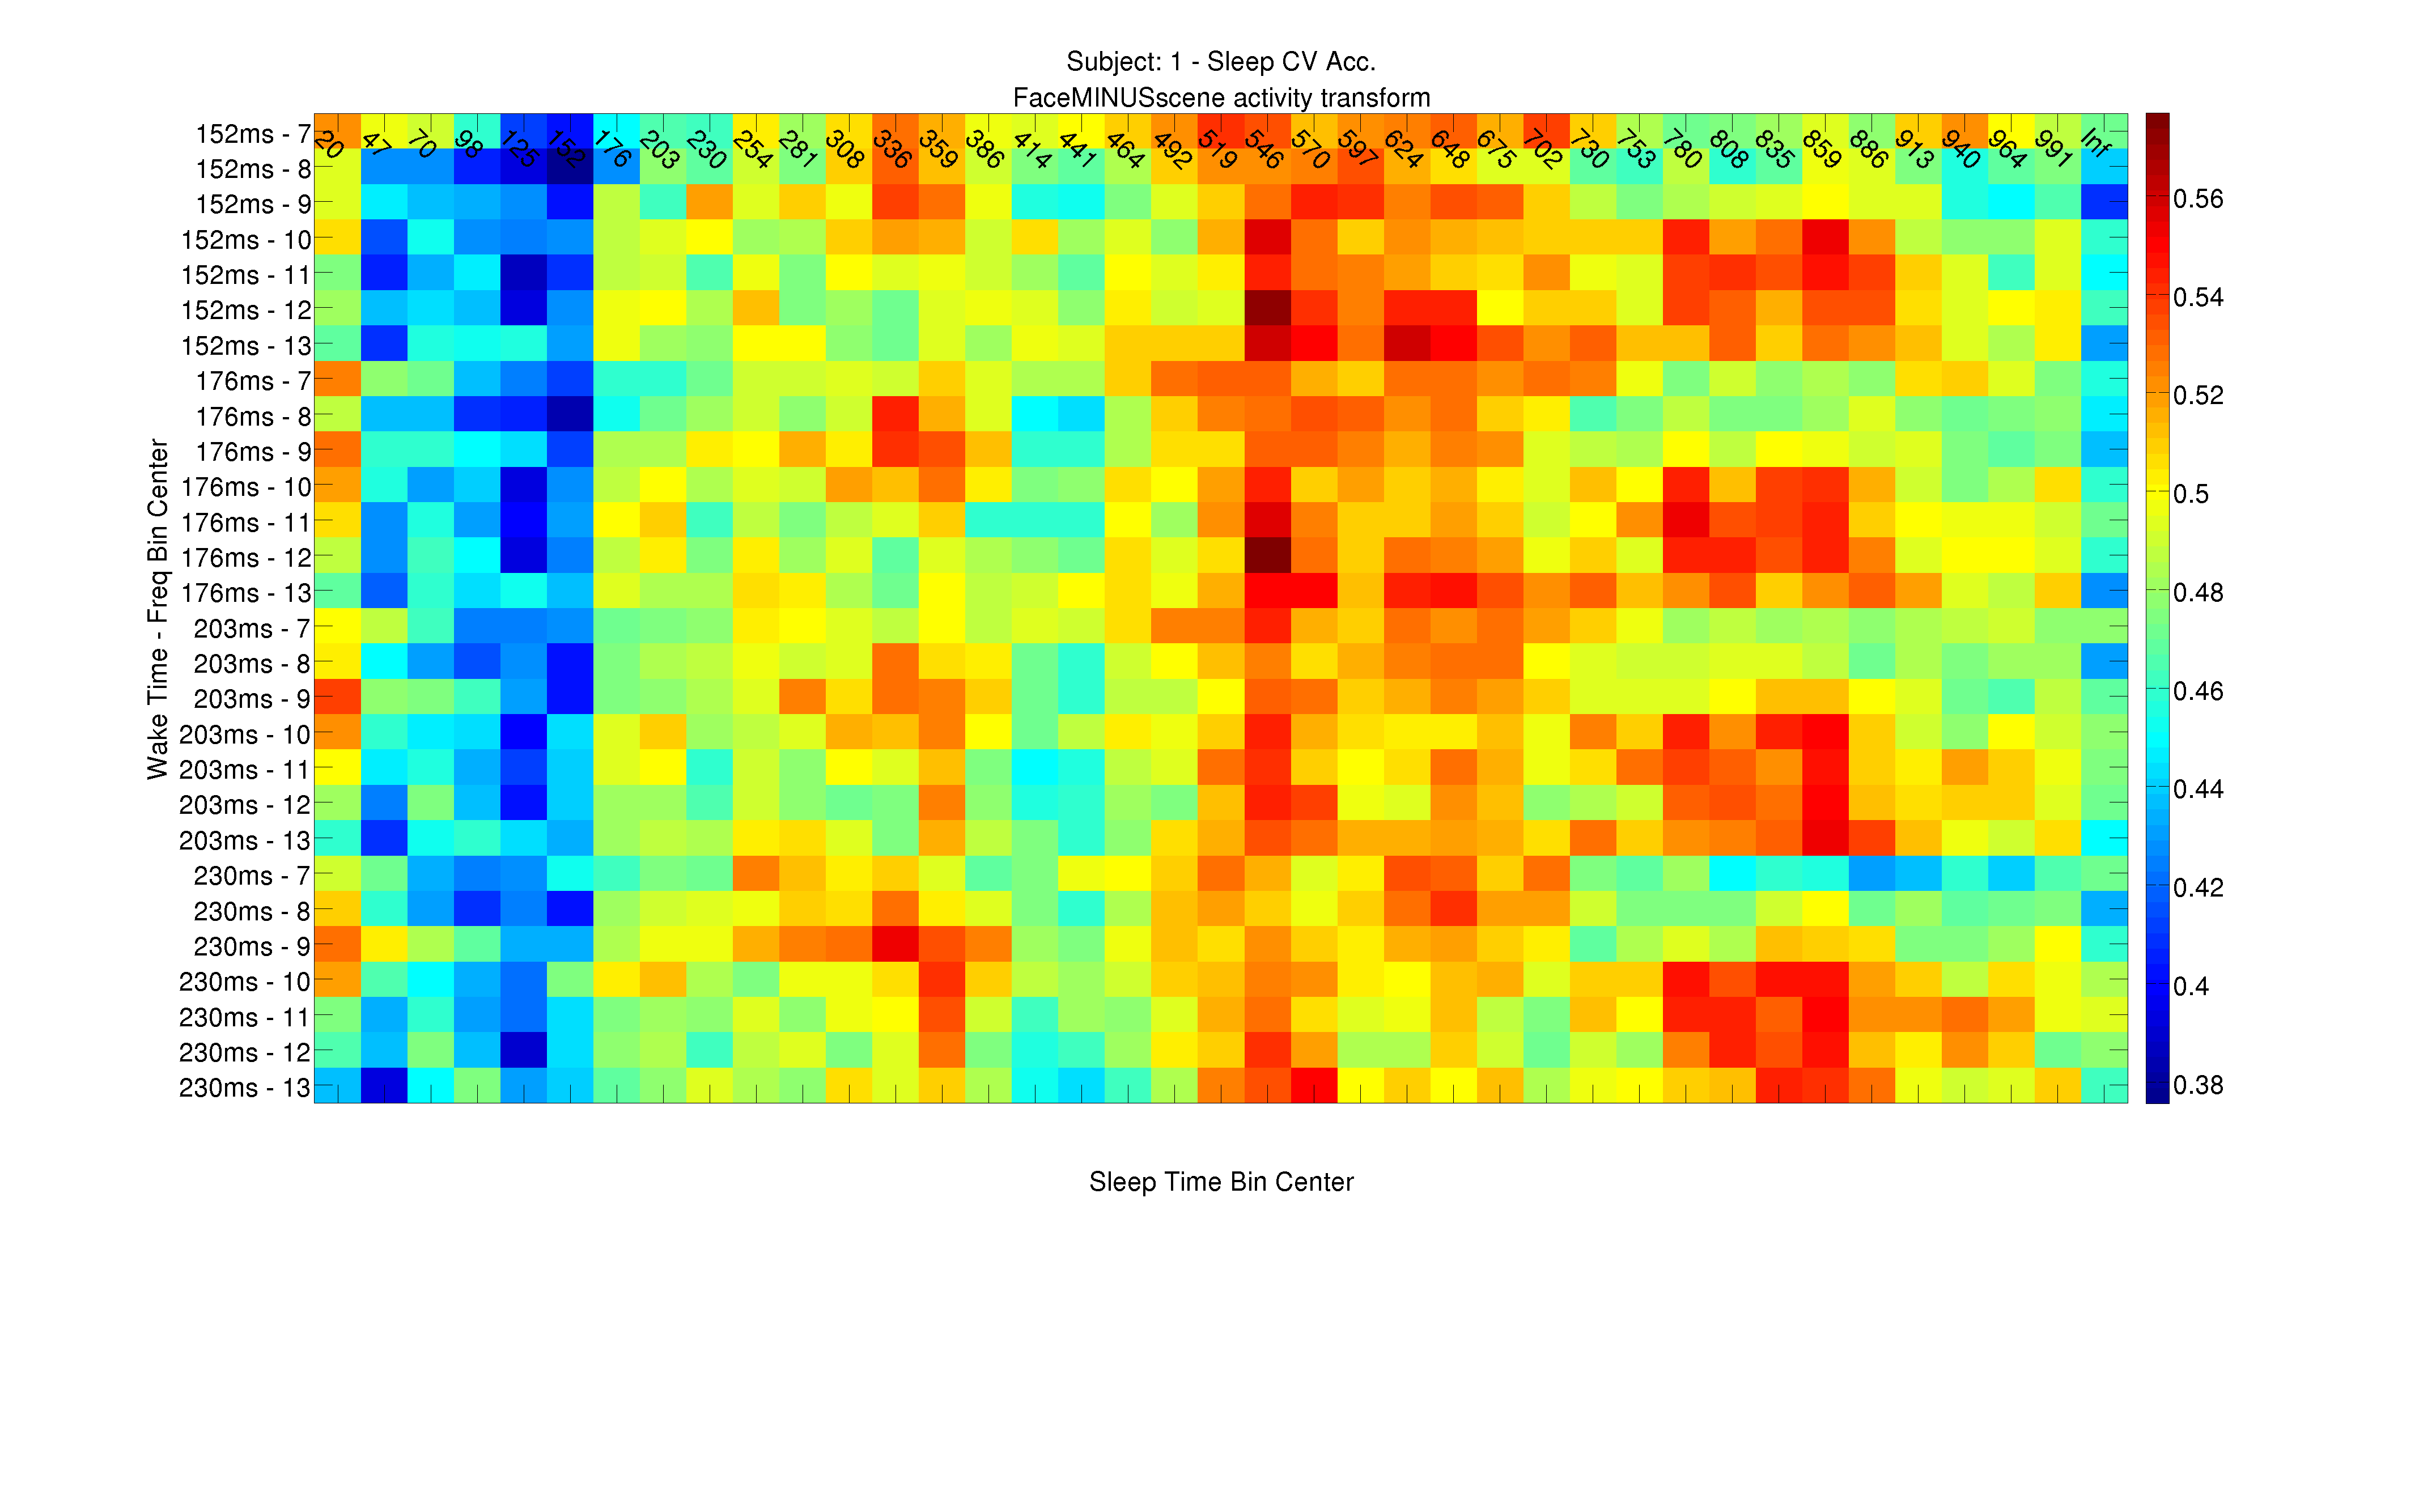 Subject: 1 - Sleep CV Acc.
FaceMINUSscene activity transform
20 47 70 98 125 152 176 203 230 254 281 308 336 359 386 414 441 464 492 519 546 570 597 624 648 675 702 730 753 780 808 835 859 886 913 940 964 991 Inf
Wake Time - Freq Bin Center
152ms - 7
152ms - 8
152ms - 9
152ms - 10
152ms - 11
152ms - 12
152ms - 13
176ms - 7
176ms - 8
176ms - 9
176ms - 10
176ms - 11
176ms - 12
176ms - 13
203ms - 7
203ms - 8
203ms - 9
203ms - 10
203ms - 11
203ms - 12
203ms - 13
230ms - 7
230ms - 8
230ms - 9
230ms - 10
230ms - 11
230ms - 12
230ms - 13
0.56
0.54
0.52
0.5
0.48
0.46
0.44
0.42
0.4
0.38
Sleep Time Bin Center